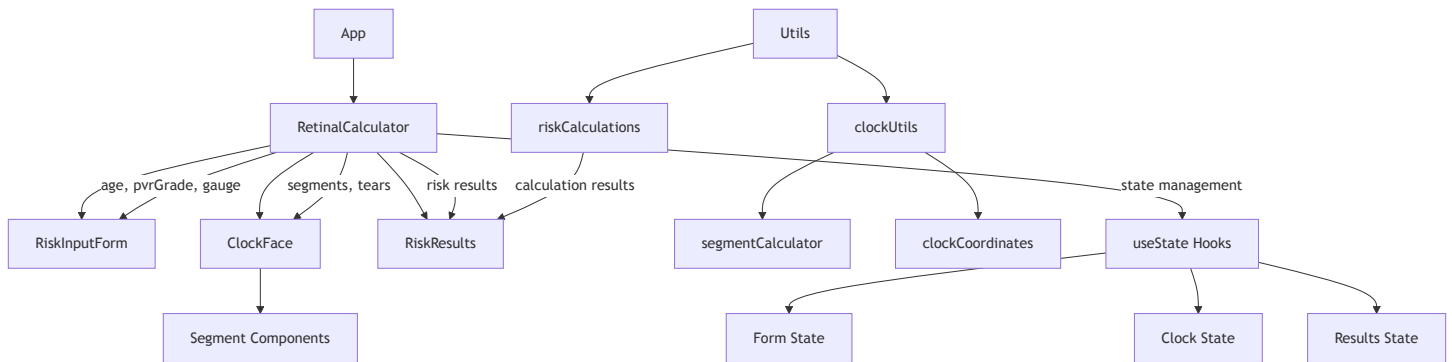 App
Utils
RetinalCalculator
riskCalculations
clockUtils
age, pvrGrade, gauge
segments, tears
risk results
calculation results
state management
RiskInputForm
ClockFace
RiskResults
segmentCalculator
clockCoordinates
useState Hooks
Segment Components
Form State
Clock State
Results State